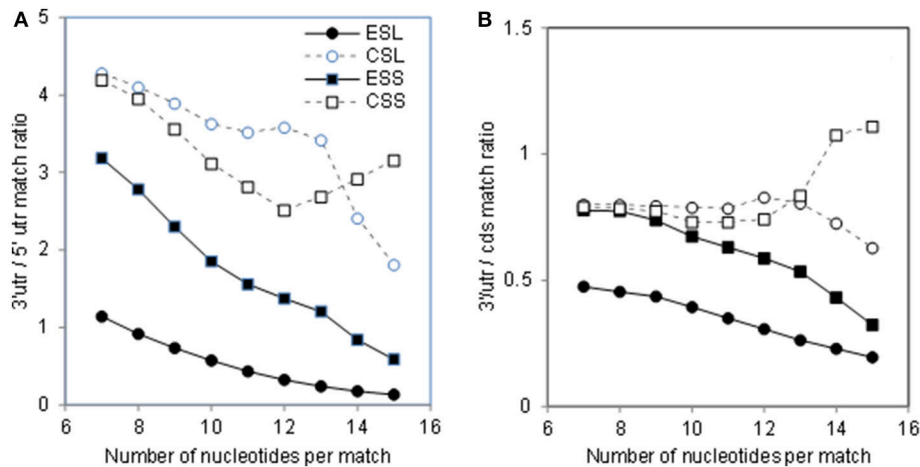 A
5
4
3
2
1
0
3'utr / 5' utr match ratio
ESL
CSL
ESS
CSS
6 8 10 12 14 16
Number of nucleotides per match
B
1.5
1
0.5
0
3'/utr / cds match ratio
6 8 10 12 14 16
Number of nucleotides per match